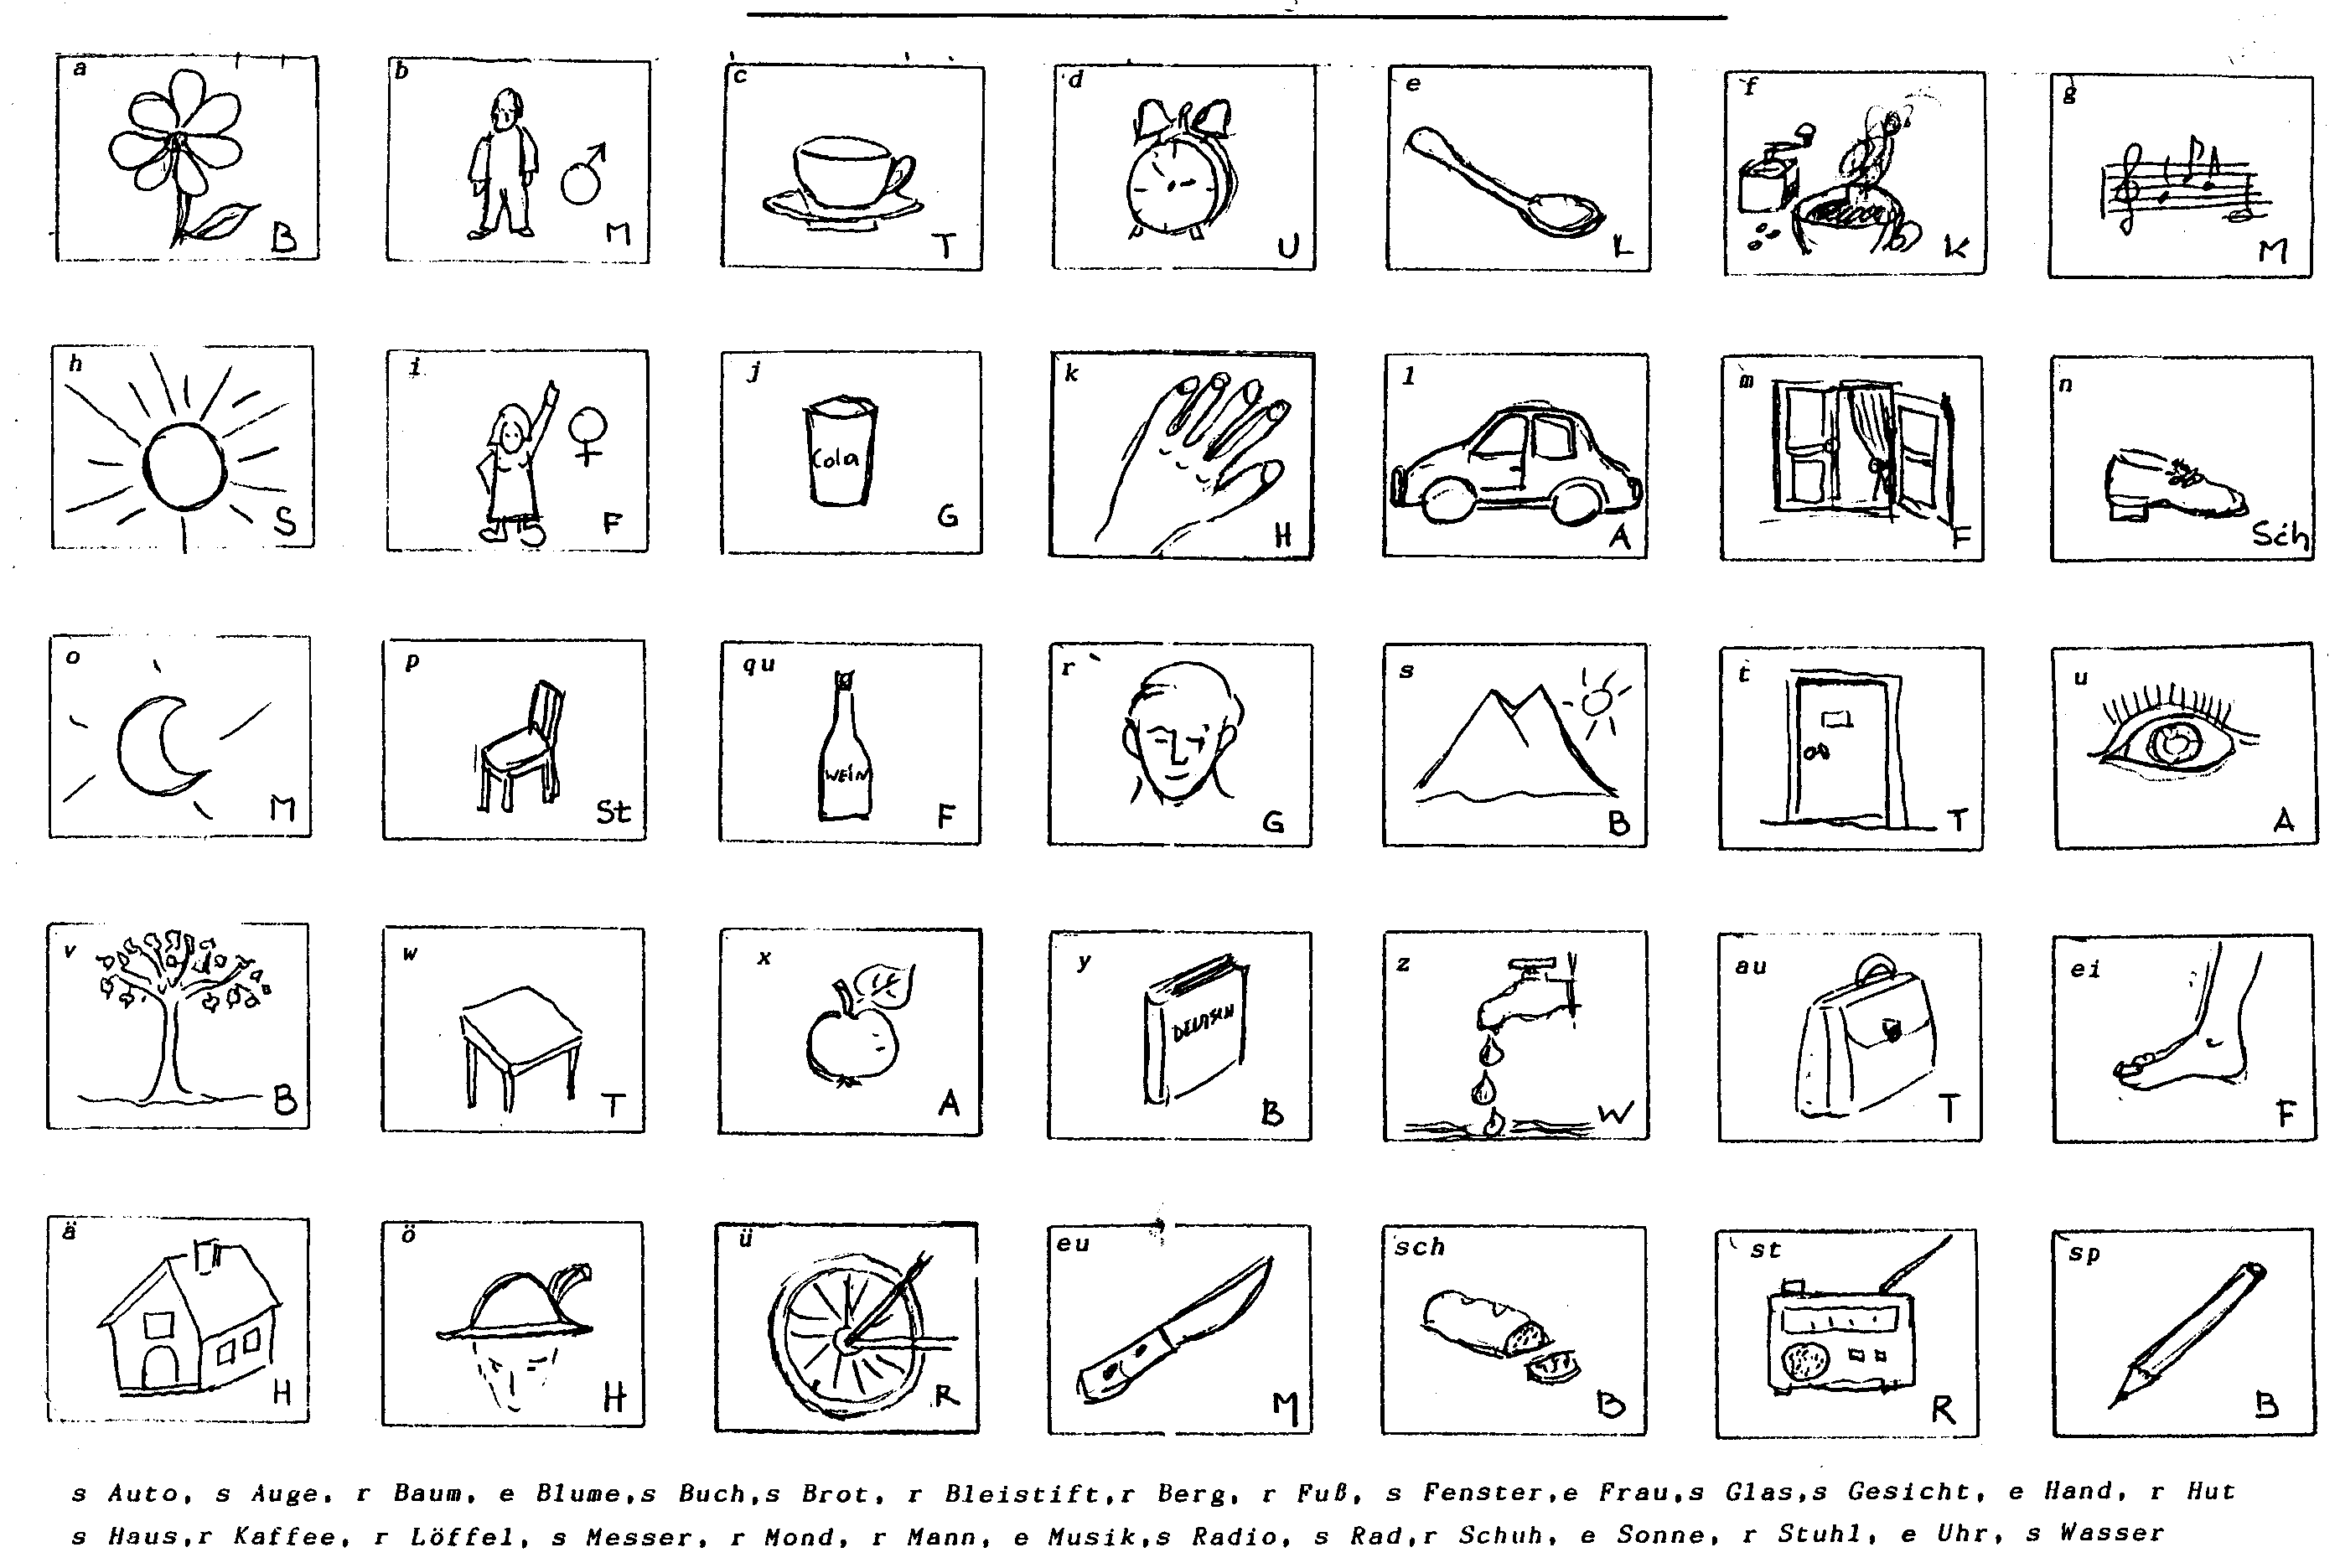 a b c d e f g
B M T U L K M
h i j k l m n
Cola
S F G H A F Sch
o p qu r s t u
WEIN
M St F G B T A
v w x y z au ei
DEUTSCH
B T A B W T F
ä ö ü eu sch st sp
H H R M B R B
s Auto, s Auge, r Baum, e Blume,s Buch,s Brot, r Bleistift,r Berg, r Fuß, s Fenster,e Frau,s Glas,s Gesicht, e Hand, r Hut
s Haus,r Kaffee, r Löffel, s Messer, r Mond, r Mann, e Musik,s Radio, s Rad,r Schuh, e Sonne, r Stuhl, e Uhr, s Wasser